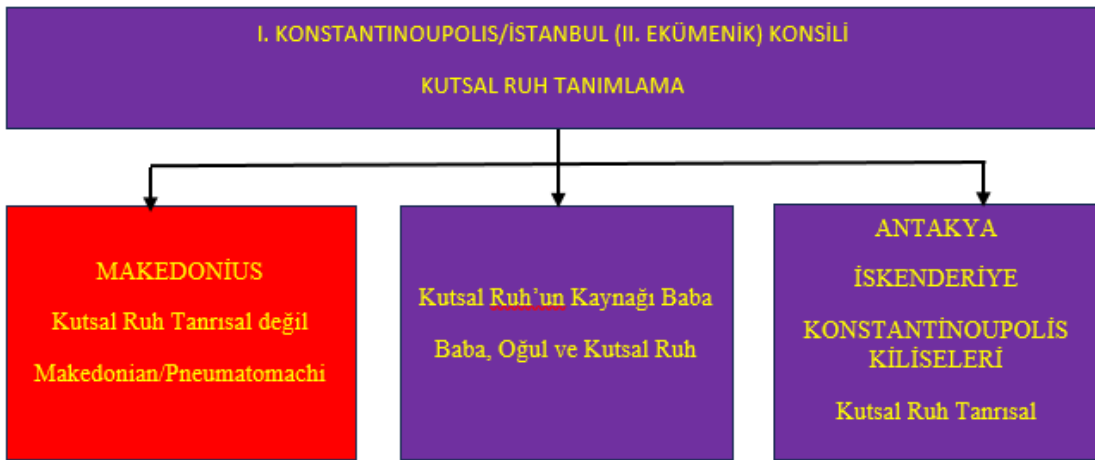 I. KONSTANTINOUPOLIS/İSTANBUL (II. EKÜMENİK) KONSİLİ
KUTSAL RUH TANIMLAMA
MAKEDONİUS
Kutsal Ruh Tanrısal değil
Makedonian/Pneumatomachi
Kutsal Ruh’un Kaynağı Baba
Baba, Oğul ve Kutsal Ruh
ANTAKYA
İSKENDERİYE
KONSTANTİNOUPOLİS
KİLİSELERİ
Kutsal Ruh Tanrısal